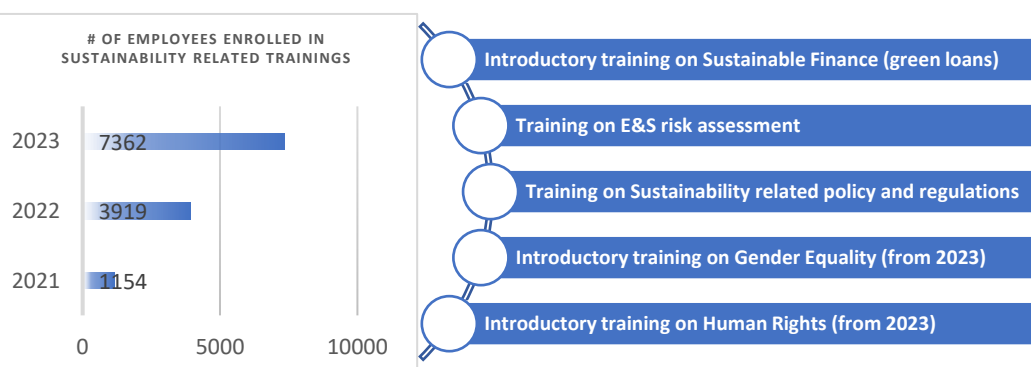 # OF EMPLOYEES ENROLLED IN
SUSTAINABILITY RELATED TRAININGS
2023
7362
2022
3919
2021
1154
0 5000 10000
Introductory training on Sustainable Finance (green loans)
Training on E&S risk assessment
Training on Sustainability related policy and regulations
Introductory training on Gender Equality (from 2023)
Introductory training on Human Rights (from 2023)